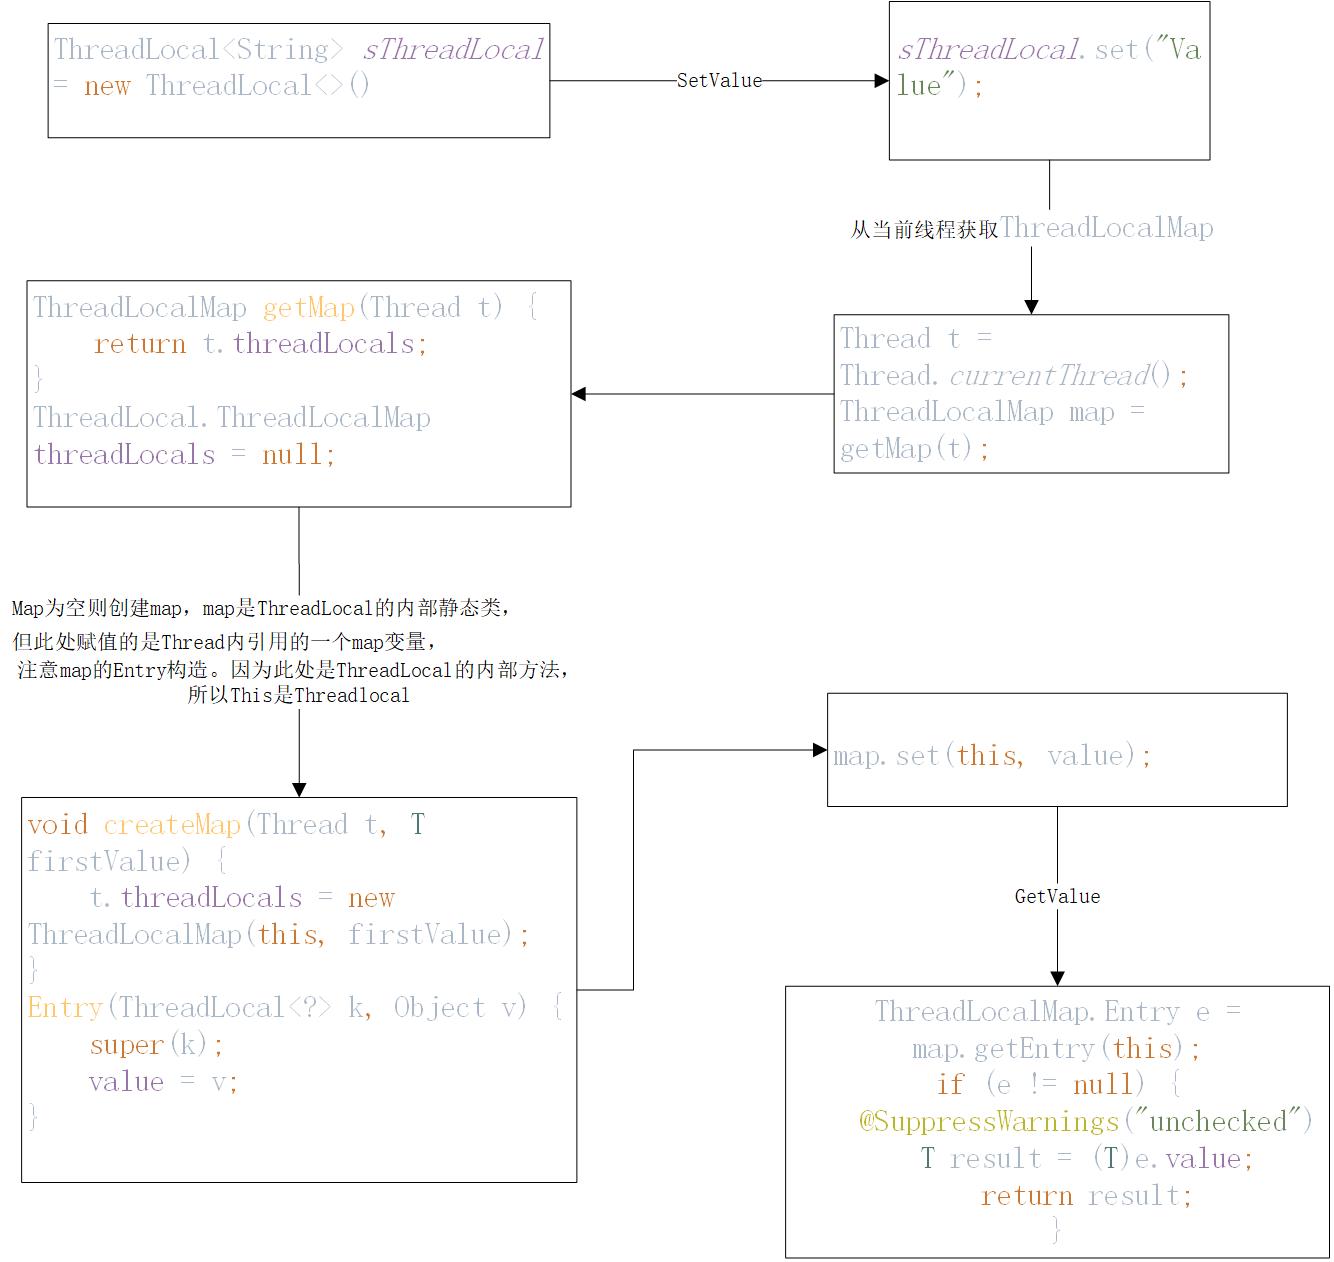 ThreadLocal<String> sThreadLocal
= new ThreadLocal<>()
SetValue
sThreadLocal.set("Va
lue");
从当前线程获取ThreadLocalMap
Thread t =
Thread.currentThread();
ThreadLocalMap map =
getMap(t);
ThreadLocalMap getMap(Thread t) {
    return t.threadLocals;
}
ThreadLocal.ThreadLocalMap
threadLocals = null;
Map为空则创建map，map是ThreadLocal的内部静态类，
但此处赋值的是Thread内引用的一个map变量，
注意map的Entry构造。因为此处是ThreadLocal的内部方法，
所以This是Threadlocal
void createMap(Thread t, T
firstValue) {
    t.threadLocals = new
ThreadLocalMap(this, firstValue);
}
Entry(ThreadLocal<?> k, Object v) {
    super(k);
    value = v;
}
map.set(this, value);
GetValue
ThreadLocalMap.Entry e =
map.getEntry(this);
if (e != null) {
@SuppressWarnings("unchecked")
T result = (T)e.value;
return result;
}